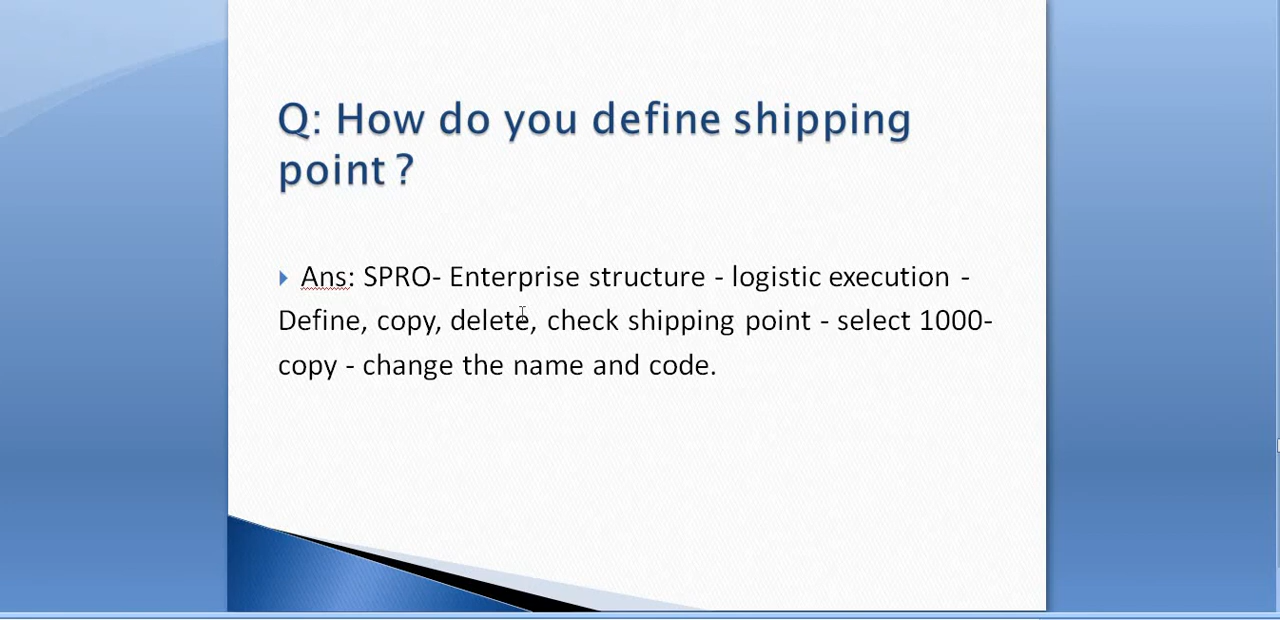 Q: How do you define shipping
point ?
Ans: SPRO- Enterprise structure - logistic execution -
Define, copy, delete, check shipping point - select 1000-
copy - change the name and code.